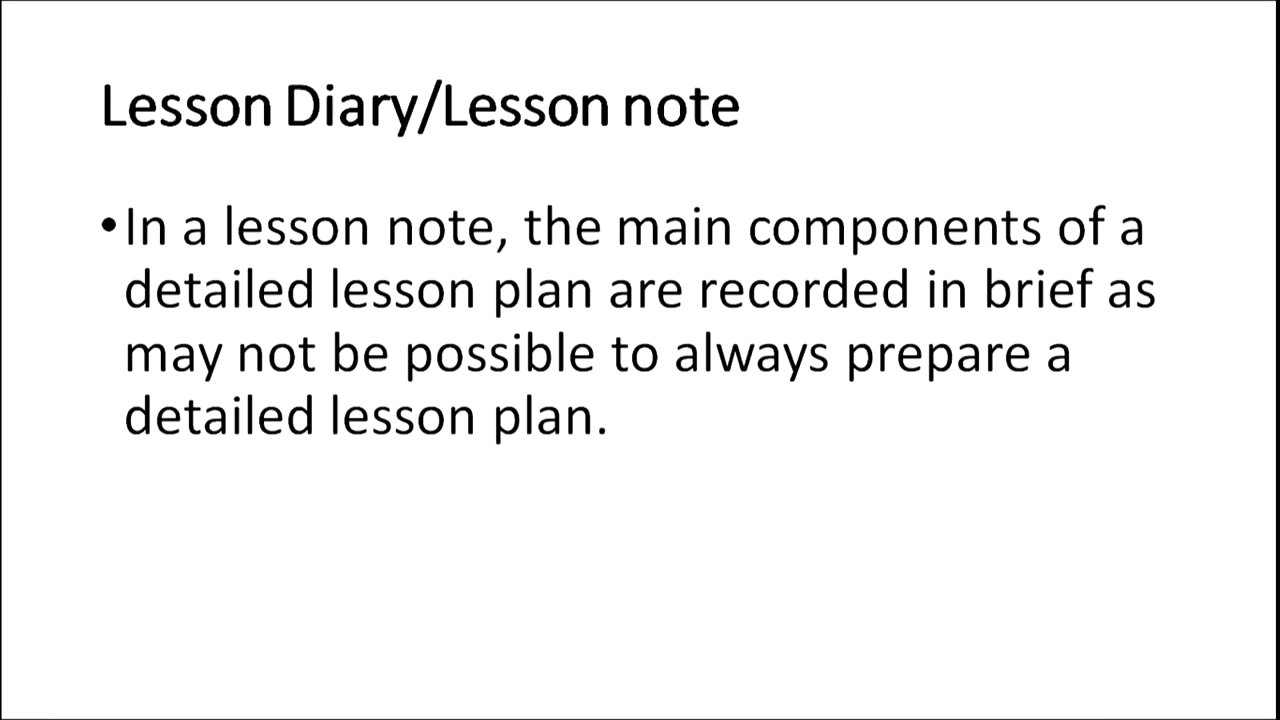 Lesson Diary/Lesson note
•In a lesson note, the main components of a
detailed lesson plan are recorded in brief as
may not be possible to always prepare a
detailed lesson plan.